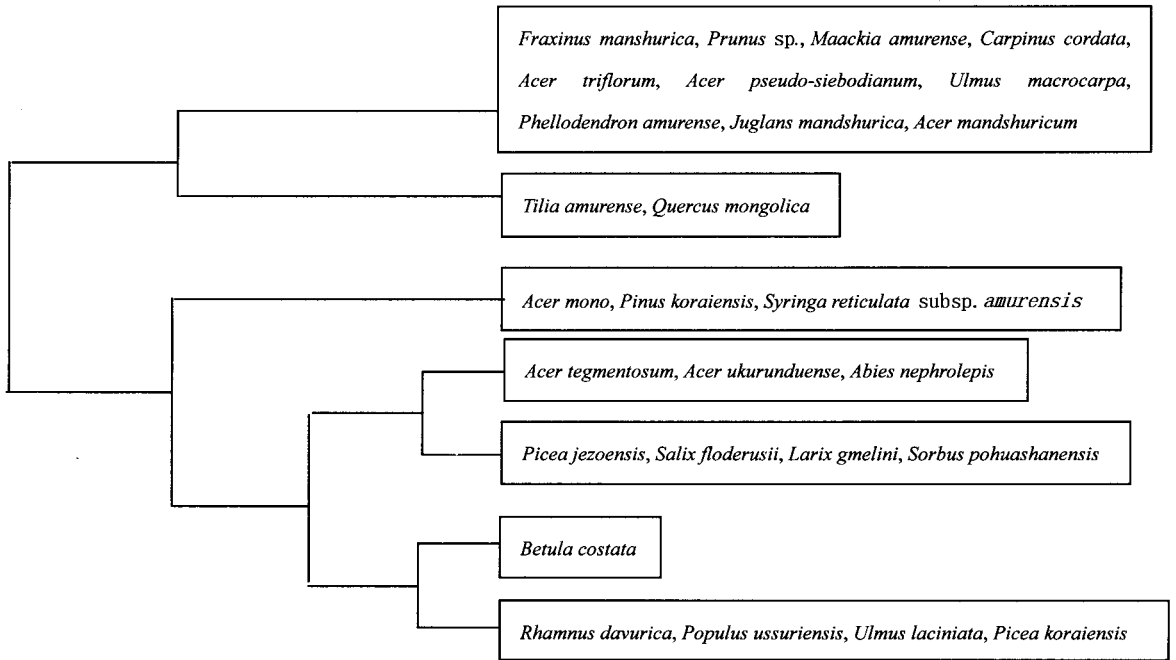 Fraxinus manshurica, Prunus sp., Maackia amurense, Carpinus cordata,
Acer triflorum, Acer pseudo-siebodianum, Ulmus macrocarpa,
Phellodendron amurense, Juglans mandshurica, Acer mandshuricum
Tilia amurense, Quercus mongolica
Acer mono, Pinus koraiensis, Syringa reticulata subsp. amurensis
Acer tegmentosum, Acer ukurunduense, Abies nephrolepis
Picea jezoensis, Salix floderusii, Larix gmelini, Sorbus pohuashanensis
Betula costata
Rhamnus davurica, Populus ussuriensis, Ulmus laciniata, Picea koraiensis